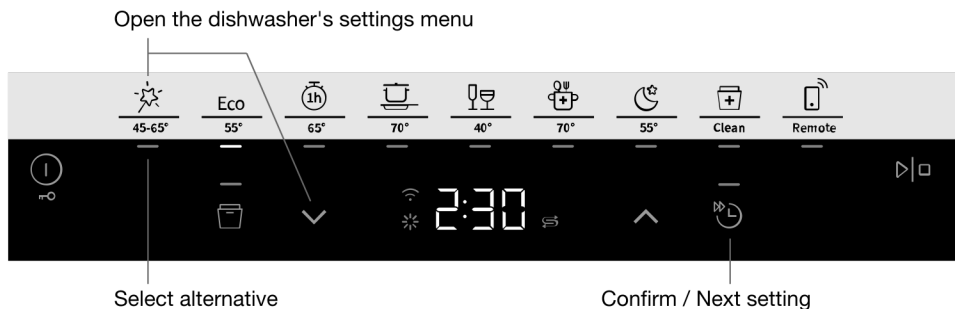 Open the dishwasher's settings menu
Eco 1h
45-65° 55° 65° 70° 40° 70° 55° Clean Remote
2:30
Select alternative Confirm / Next setting